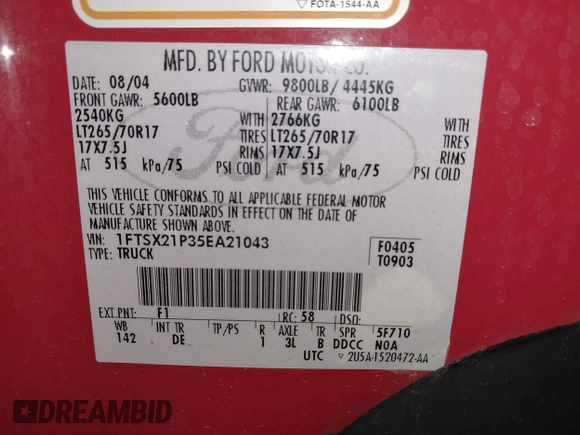 FOTA-1544-AA
MFD. BY FORD MOTOR CO.
DATE: 08/04 GVWR: 9800LB/ 4445KG
FRONT GAWR: 5600LB REAR GAWR: 6100LB
2540KG WITH 2766KG WITH
LT265/70R17 TIRES LT265/70R17 TIRES
17X7.5J RIMS 17X7.5J RIMS
AT 515 kPa/75 PSI COLD AT 515 kPa/75 PSI COLD
THIS VEHICLE CONFORMS TO ALL APPLICABLE FEDERAL MOTOR
VEHICLE SAFETY STANDARDS IN EFFECT ON THE DATE OF
MANUFACTURE SHOWN ABOVE.
VIN: 1FTSX21P35EA21043 F0405
TYPE: TRUCK T0903
EXT PNT: F1 RC: 58 DSO:
WB INT TR TP/PS R AXLE TR SPR 5F710
142 DE 1 3L B DDCC N0A
UTC 2U5A-1520472-AA
Ford
DREAMBID